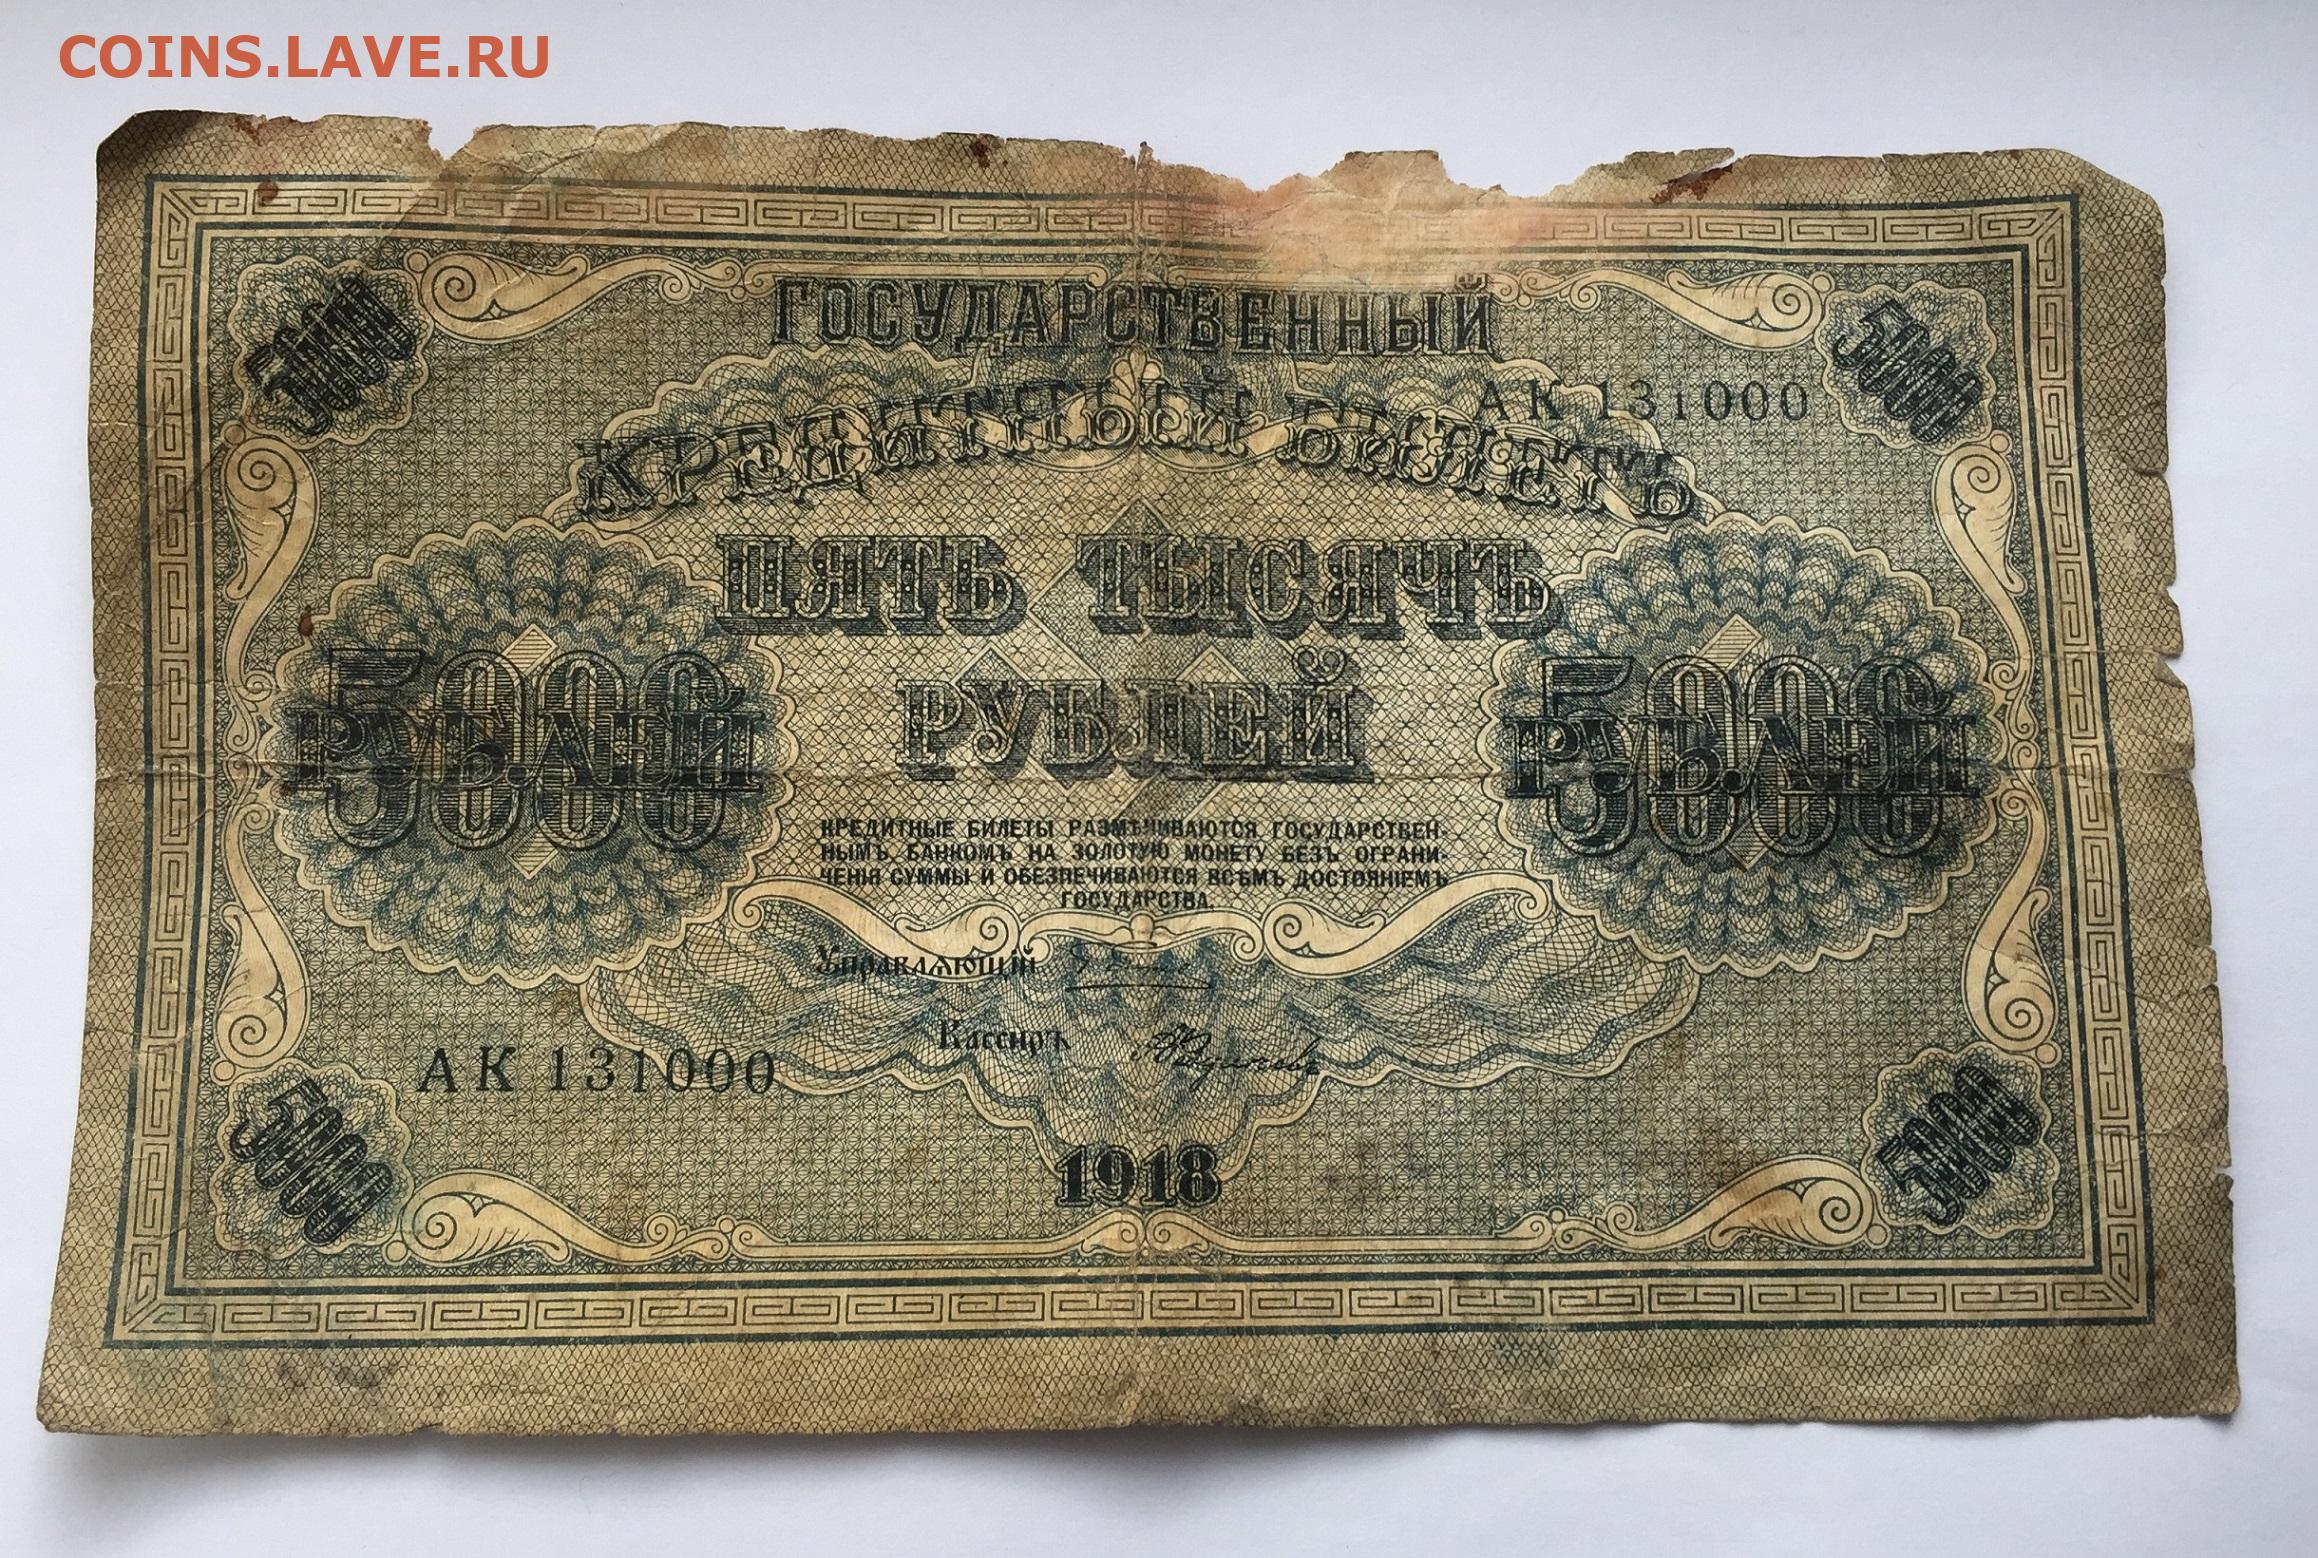 COINS.LAVE.RU
ГОСУДАРСТВЕННЫЙ
КРЕДИТНЫЙ БИЛЕТЪ
АК 131000
5000
5000
ПЯТЬ ТЫСЯЧЪ
РУБЛЕЙ
5000
РУБЛЕЙ
5000
РУБЛЕЙ
КРЕДИТНЫЕ БИЛЕТЫ РАЗМѢНИВАЮТСЯ ГОСУДАРСТВЕН-
НЫМЪ БАНКОМЪ НА ЗОЛОТУЮ МОНЕТУ БЕЗЪ ОГРАНИ-
ЧЕНІЯ СУММЫ И ОБЕЗПЕЧИВАЮТСЯ ВСѢМЪ ДОСТОЯНІЕМЪ
ГОСУДАРСТВА.
Управляющій
Кассиръ
АК 131000
5000
5000
1918